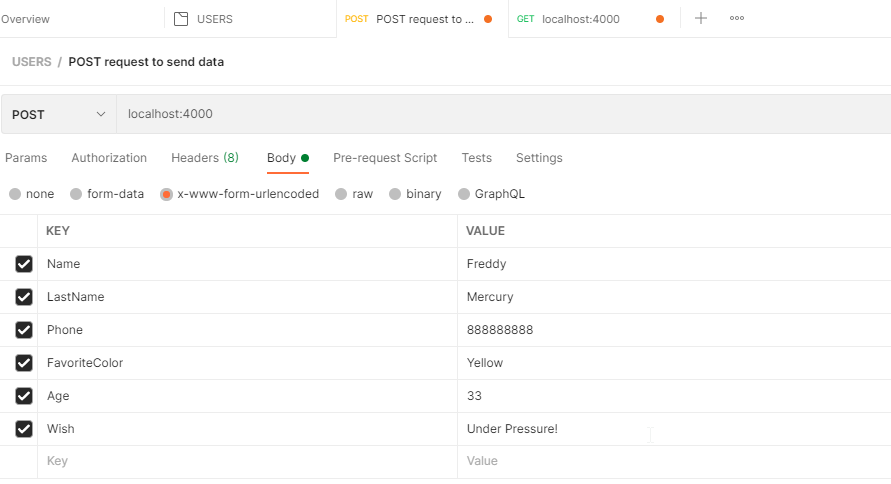 Overview USERS POST POST request to ... GET localhost:4000
USERS / POST request to send data
POST localhost:4000
Params Authorization Headers (8) Body Pre-request Script Tests Settings
none form-data x-www-form-urlencoded raw binary GraphQL
KEY VALUE
Name Freddy
LastName Mercury
Phone 888888888
FavoriteColor Yellow
Age 33
Wish Under Pressure!
Key Value